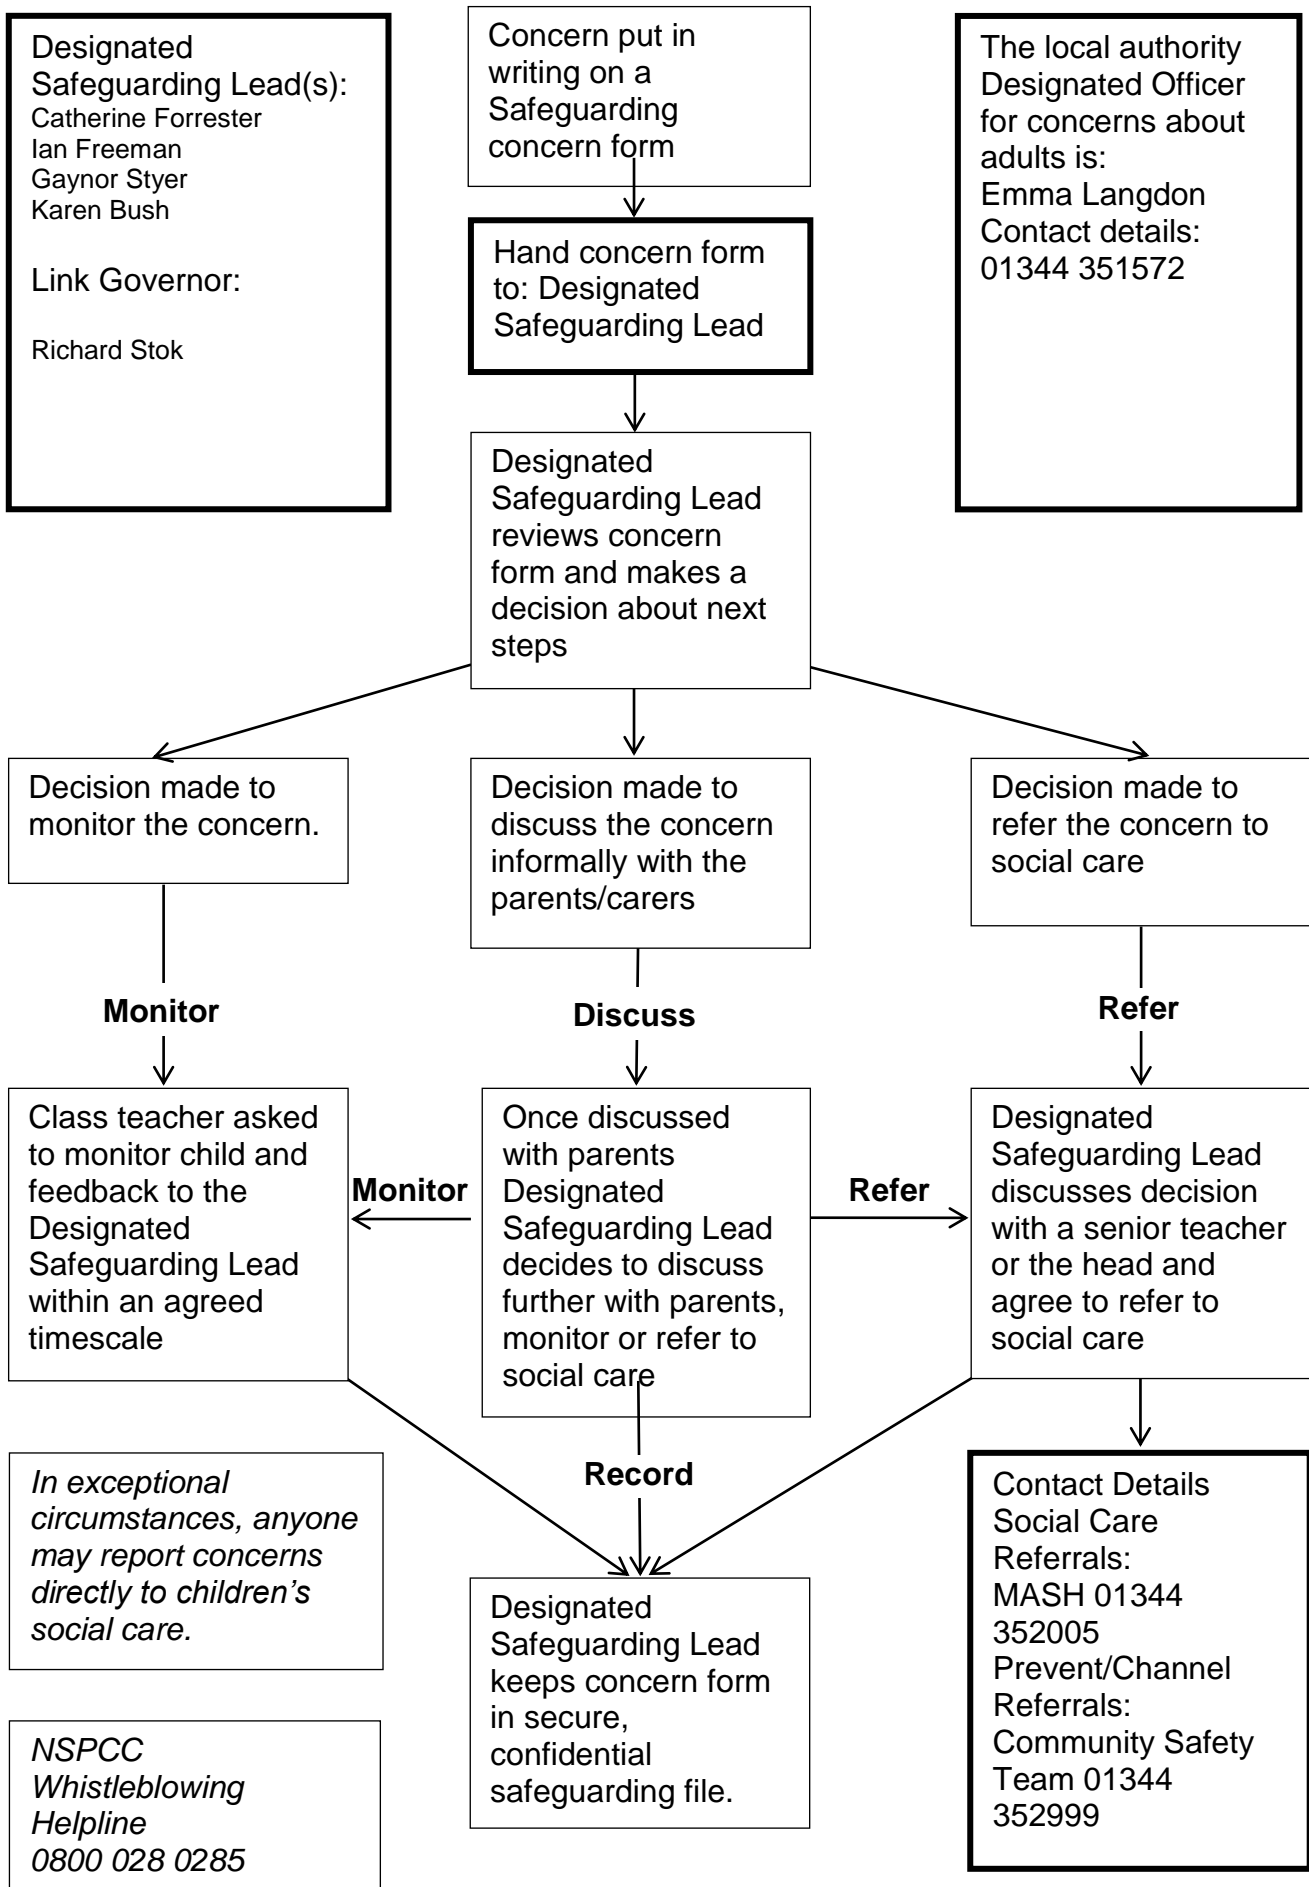 Designated
Safeguarding Lead(s):
Catherine Forrester
Ian Freeman
Gaynor Styer
Karen Bush
Link Governor:
Richard Stok
Concern put in
writing on a
Safeguarding
concern form
The local authority
Designated Officer
for concerns about
adults is:
Emma Langdon
Contact details:
01344 351572
Hand concern form
to: Designated
Safeguarding Lead
Designated
Safeguarding Lead
reviews concern
form and makes a
decision about next
steps
Decision made to
monitor the concern.
Decision made to
discuss the concern
informally with the
parents/carers
Decision made to
refer the concern to
social care
Monitor
Discuss
Refer
Class teacher asked
to monitor child and
feedback to the
Designated
Safeguarding Lead
within an agreed
timescale
Monitor
Once discussed
with parents
Designated
Safeguarding Lead
decides to discuss
further with parents,
monitor or refer to
social care
Refer
Designated
Safeguarding Lead
discusses decision
with a senior teacher
or the head and
agree to refer to
social care
In exceptional
circumstances, anyone
may report concerns
directly to children’s
social care.
Record
Contact Details
Social Care
Referrals:
MASH 01344
352005
Prevent/Channel
Referrals:
Community Safety
Team 01344
352999
Designated
Safeguarding Lead
keeps concern form
in secure,
confidential
safeguarding file.
NSPCC
Whistleblowing
Helpline
0800 028 0285